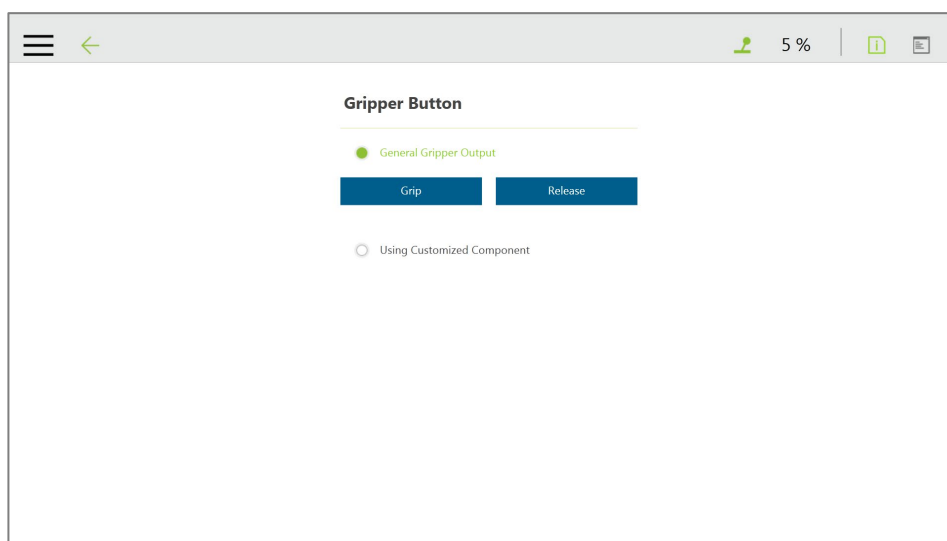 5 %
Gripper Button
General Gripper Output
Grip
Release
Using Customized Component